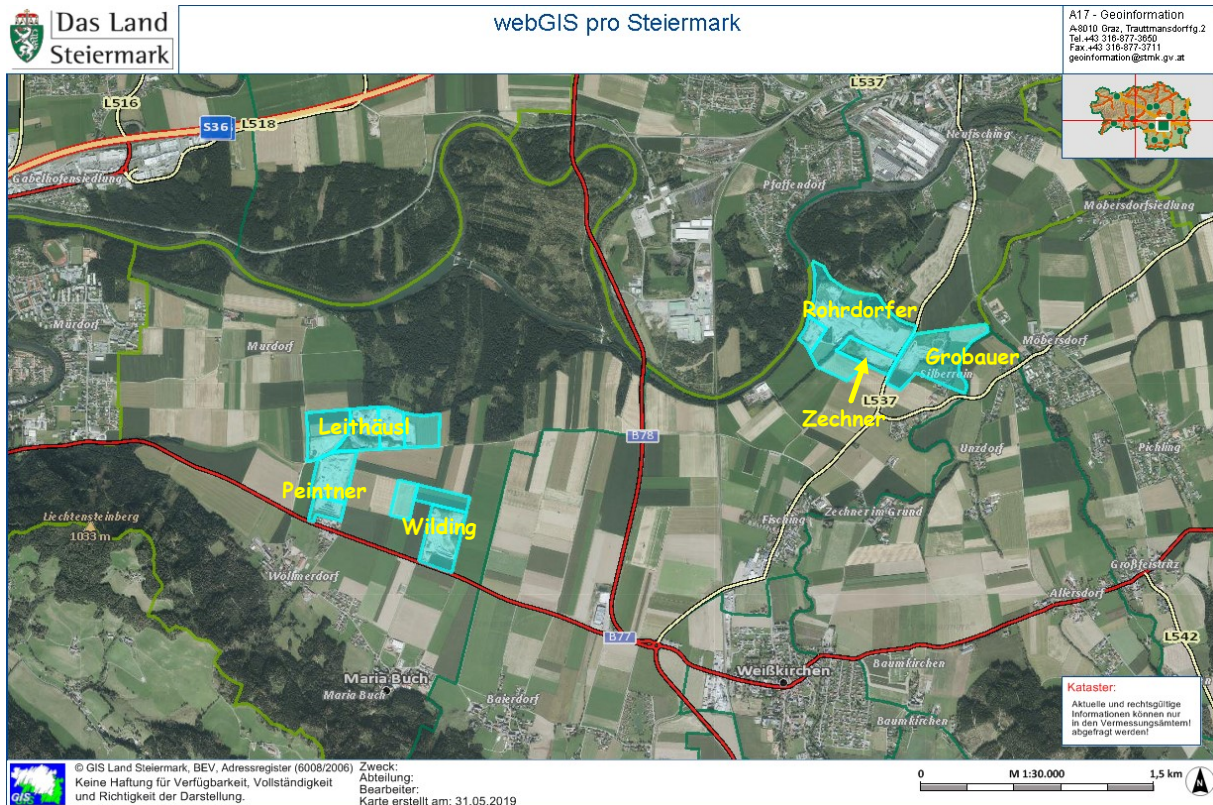 Das Land
Steiermark
webGIS pro Steiermark
A17 - Geoinformation
A-8010 Graz, Trauttmansdorffg.2
Tel.+43 316-877-3650
Fax.+43 316-877-3711
geoinformation@stmk.gv.at
L516
S36
L518
L537
Gabelhofensiedlung
Neufisching
Pfaffendorf
Möbersdorfsiedlung
Murdorf
Murdorf
Rohrdorfer
Möbersdorf
Grobauer
Silberrain
L537
Zechner
Leithäusl
B78
Unzdorf
Pichling
Peintner
Wilding
Liechtensteinberg
1033 m
Zechner im Grund
Fisching
Wöllmerdorf
Großfeistritz
Allersdorf
B77
L542
Maria Buch
Maria Buch
Weißkirchen
Baumkirchen
Baierdorf
Baumkirchen
Kataster:
Aktuelle und rechtsgültige
Informationen können nur
in den Vermessungsämtern!
abgefragt werden!
GIS
© GIS Land Steiermark, BEV, Adressregister (6008/2006)
Keine Haftung für Verfügbarkeit, Vollständigkeit
und Richtigkeit der Darstellung.
Zweck:
Abteilung:
Bearbeiter:
Karte erstellt am: 31.05.2019
0 M 1:30.000 1,5 km